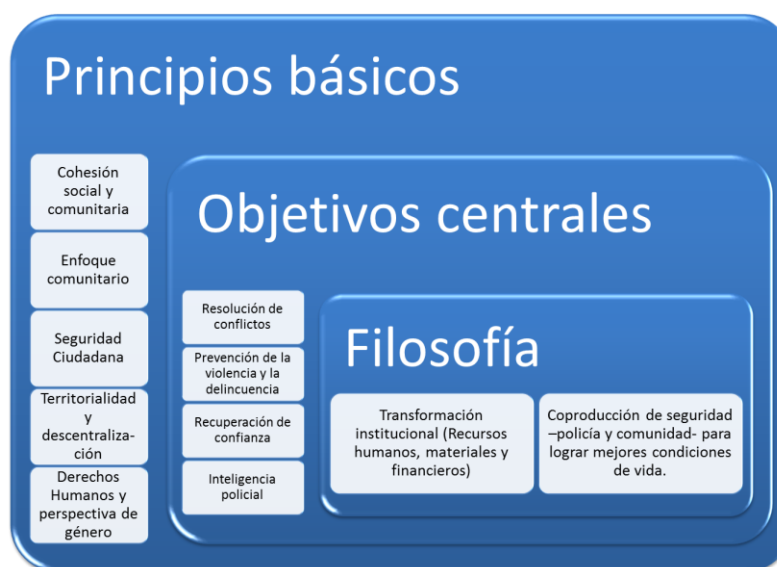 Principios básicos
Cohesión
social y
comunitaria
Enfoque
comunitario
Seguridad
Ciudadana
Territorialidad
y
descentraliza-
ción
Derechos
Humanos y
perspectiva de
género
Objetivos centrales
Resolución de
conflictos
Prevención de la
violencia y la
delincuencia
Recuperación de
confianza
Inteligencia
policial
Filosofía
Transformación
institucional (Recursos
humanos, materiales y
financieros)
Coproducción de seguridad
–policía y comunidad- para
lograr mejores condiciones
de vida.